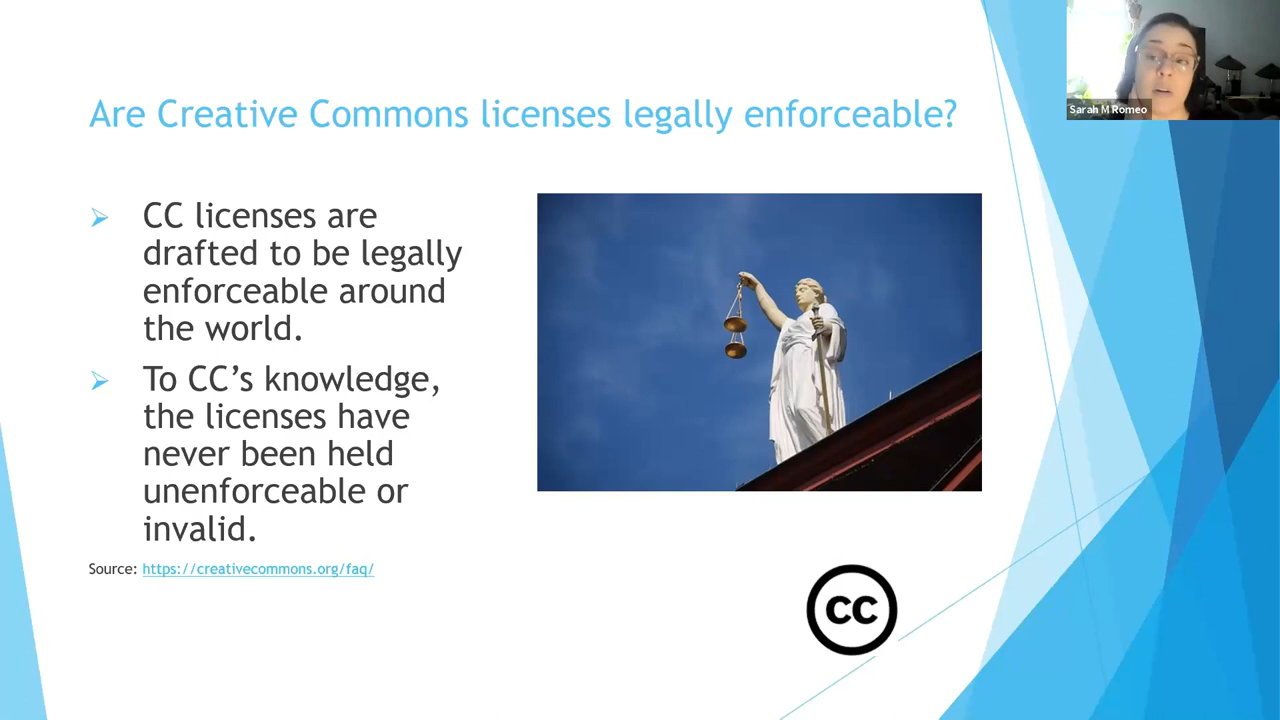 Are Creative Commons licenses legally enforceable?
Sarah M Romeo
➢ CC licenses are
drafted to be legally
enforceable around
the world.
➢ To CC’s knowledge,
the licenses have
never been held
unenforceable or
invalid.
Source: https://creativecommons.org/faq/
CC